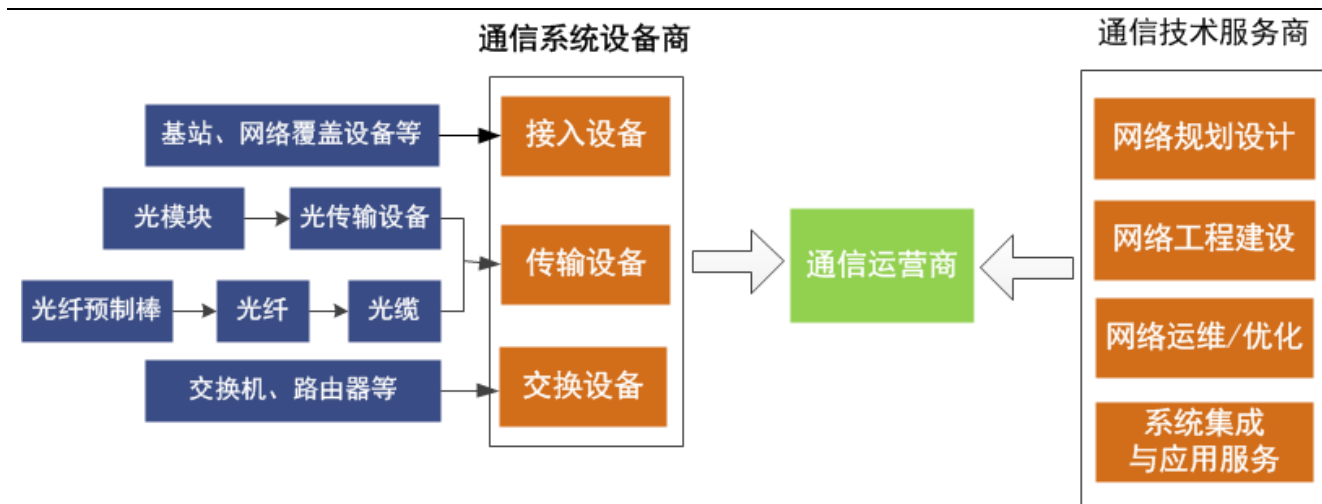 通信系统设备商
通信技术服务商
基站、网络覆盖设备等
接入设备
光模块
光传输设备
传输设备
光纤预制棒
光纤
光缆
交换机、路由器等
交换设备
通信运营商
网络规划设计
网络工程建设
网络运维/优化
系统集成
与应用服务